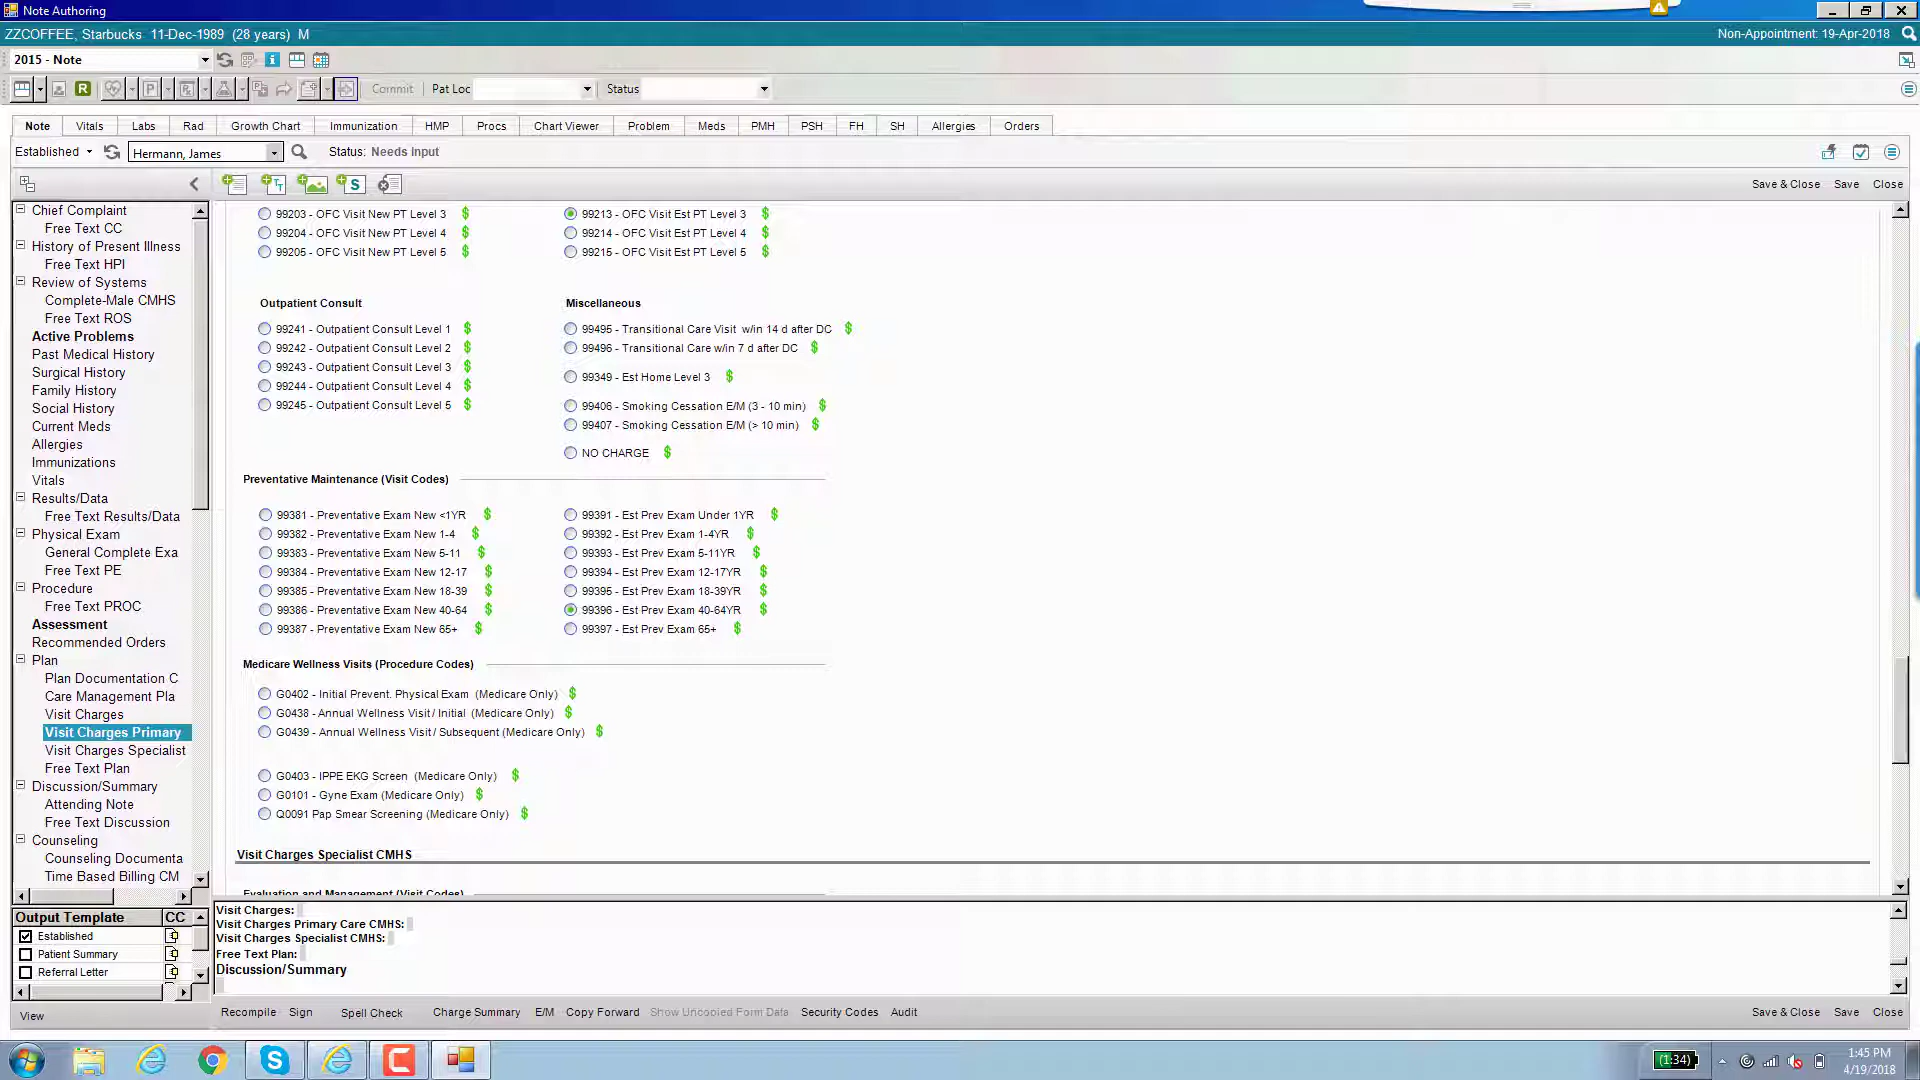 Note Authoring
ZZCOFFEE, Starbucks 11-Dec-1989 (28 years) M
Non-Appointment: 19-Apr-2018
2015 - Note
Commit Pat Loc Status
Note Vitals Labs Rad Growth Chart Immunization HMP Procs Chart Viewer Problem Meds PMH PSH FH SH Allergies Orders
Established Hermann, James Status: Needs input
Save & Close Save Close
Chief Complaint
Free Text CC
History of Present Illness
Free Text HPI
Review of Systems
Complete-Male CMHS
Free Text ROS
Active Problems
Past Medical History
Surgical History
Family History
Social History
Current Meds
Allergies
Immunizations
Vitals
Results/Data
Free Text Results/Data
Physical Exam
General Complete Exa
Free Text PE
Procedure
Free Text PROC
Assessment
Recommended Orders
Plan
Plan Documentation C
Care Management Pla
Visit Charges
Visit Charges Primary
Visit Charges Specialist
Free Text Plan
Discussion/Summary
Attending Note
Free Text Discussion
Counseling
Counseling Documenta
Time Based Billing CM
99203 - OFC Visit New PT Level 3 $
99204 - OFC Visit New PT Level 4 $
99205 - OFC Visit New PT Level 5 $
99213 - OFC Visit Est PT Level 3 $
99214 - OFC Visit Est PT Level 4 $
99215 - OFC Visit Est PT Level 5 $
Outpatient Consult
99241 - Outpatient Consult Level 1 $
99242 - Outpatient Consult Level 2 $
99243 - Outpatient Consult Level 3 $
99244 - Outpatient Consult Level 4 $
99245 - Outpatient Consult Level 5 $
Miscellaneous
99495 - Transitional Care Visit w/in 14 d after DC $
99496 - Transitional Care w/in 7 d after DC $
99349 - Est Home Level 3 $
99406 - Smoking Cessation E/M (3 - 10 min) $
99407 - Smoking Cessation E/M (> 10 min) $
NO CHARGE $
Preventative Maintenance (Visit Codes)
99381 - Preventative Exam New <1YR $
99382 - Preventative Exam New 1-4 $
99383 - Preventative Exam New 5-11 $
99384 - Preventative Exam New 12-17 $
99385 - Preventative Exam New 18-39 $
99386 - Preventative Exam New 40-64 $
99387 - Preventative Exam New 65+ $
99391 - Est Prev Exam Under 1YR $
99392 - Est Prev Exam 1-4YR $
99393 - Est Prev Exam 5-11YR $
99394 - Est Prev Exam 12-17YR $
99395 - Est Prev Exam 18-39YR $
99396 - Est Prev Exam 40-64YR $
99397 - Est Prev Exam 65+ $
Medicare Wellness Visits (Procedure Codes)
G0402 - Initial Prevent. Physical Exam (Medicare Only) $
G0438 - Annual Wellness Visit / Initial (Medicare Only) $
G0439 - Annual Wellness Visit / Subsequent (Medicare Only) $
G0403 - IPPE EKG Screen (Medicare Only) $
G0101 - Gyne Exam (Medicare Only) $
Q0091 Pap Smear Screening (Medicare Only) $
Visit Charges Specialist CMHS
Evaluation and Management (Visit Codes)
Output Template CC
Established
Patient Summary
Referral Letter
Visit Charges:
Visit Charges Primary Care CMHS:
Visit Charges Specialist CMHS:
Free Text Plan:
Discussion/Summary
View
Recompile Sign Spell Check Charge Summary E/M Copy Forward Show Uncopied Form Data Security Codes Audit
Save & Close Save Close
(1:34)
1:45 PM
4/19/2018